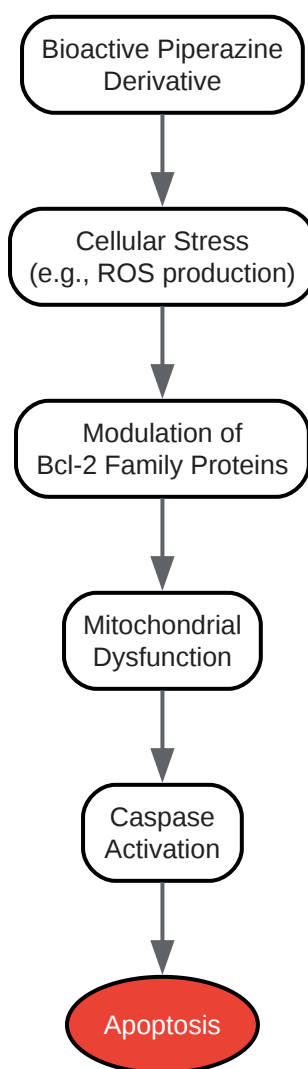 Bioactive Piperazine
Derivative
Cellular Stress
(e.g., ROS production)
Modulation of
Bcl-2 Family Proteins
Mitochondrial
Dysfunction
Caspase
Activation
Apoptosis